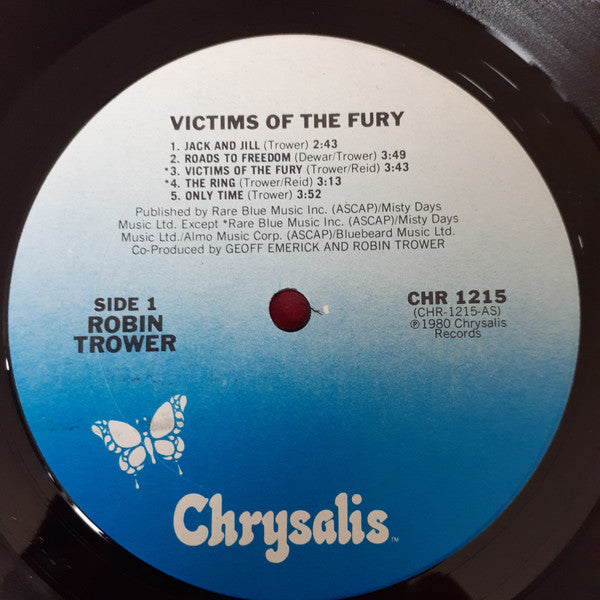 VICTIMS OF THE FURY
1. JACK AND JILL (Trower) 2:43
2. ROADS TO FREEDOM (Dewar/Trower) 3:49
*3. VICTIMS OF THE FURY (Trower/Reid) 3:43
*4. THE RING (Trower/Reid) 3:13
5. ONLY TIME (Trower) 3:52
Published by Rare Blue Music Inc. (ASCAP)/Misty Days
Music Ltd. Except *Rare Blue Music Inc. (ASCAP)/Misty Days
Music Ltd./Almo Music Corp. (ASCAP)/Bluebeard Music Ltd.
Co-Produced by GEOFF EMERICK AND ROBIN TROWER
SIDE 1
ROBIN
TROWER
CHR 1215
(CHR-1215-AS)
℗1980 Chrysalis
Records
Chrysalis™